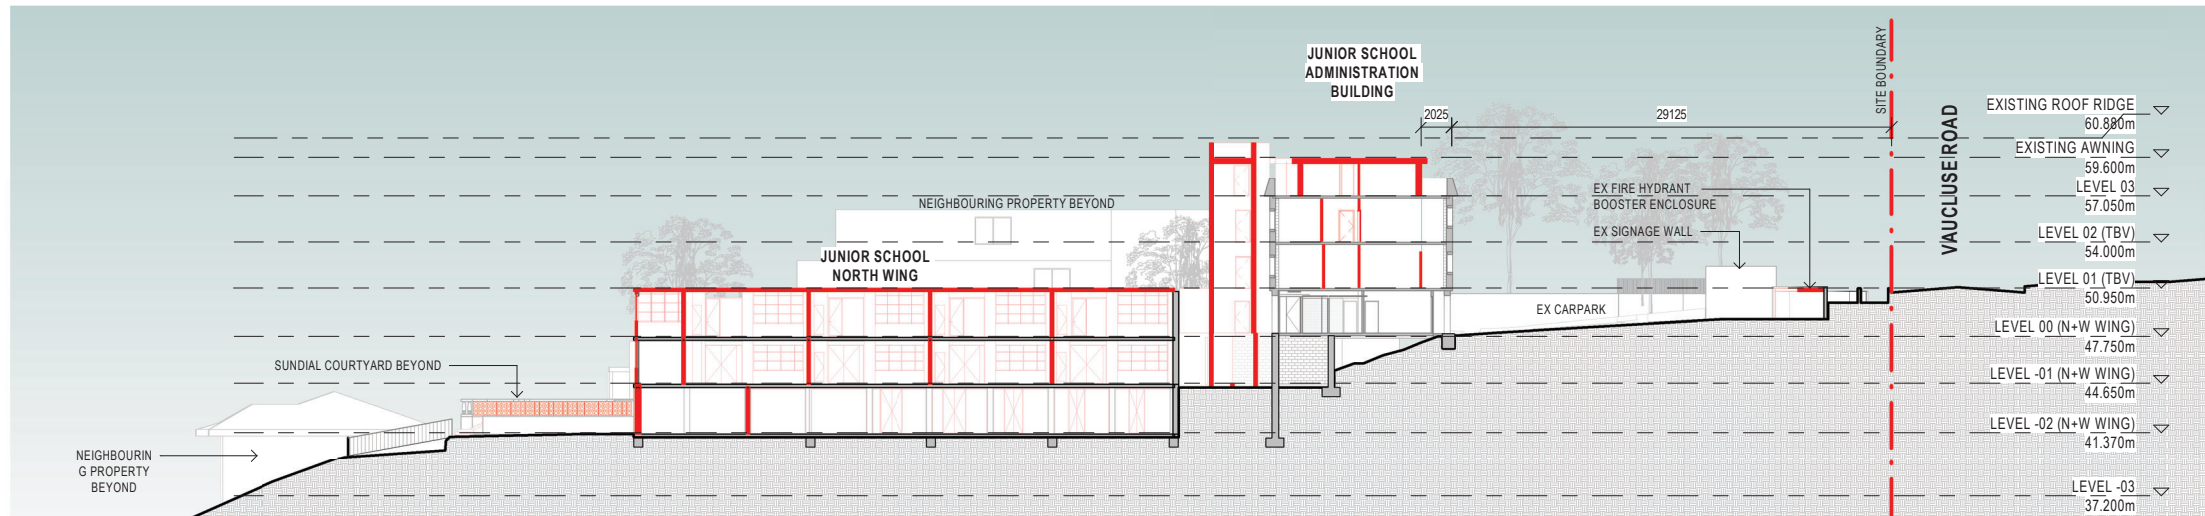 JUNIOR SCHOOL
ADMINISTRATION
BUILDING
2025
29125
SITE BOUNDARY
VAUCLUSE ROAD
EXISTING ROOF RIDGE
60.880m
EXISTING AWNING
59.600m
LEVEL 03
57.050m
LEVEL 02 (TBV)
54.000m
LEVEL 01 (TBV)
50.950m
LEVEL 00 (N+W WING)
47.750m
LEVEL -01 (N+W WING)
44.650m
LEVEL -02 (N+W WING)
41.370m
LEVEL -03
37.200m
EX FIRE HYDRANT
BOOSTER ENCLOSURE
EX SIGNAGE WALL
EX CARPARK
NEIGHBOURING PROPERTY BEYOND
JUNIOR SCHOOL
NORTH WING
SUNDIAL COURTYARD BEYOND
NEIGHBOURIN
G PROPERTY
BEYOND